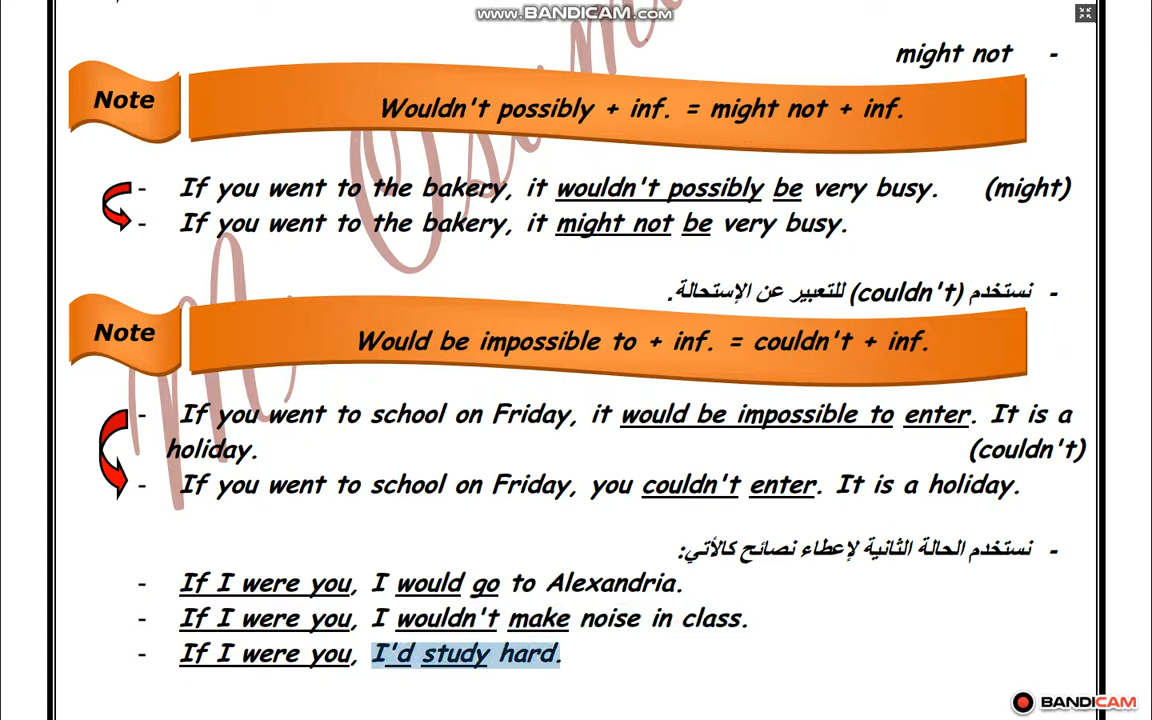 WWW.BANDICAM.COM
- might not
Note
Wouldn't possibly + inf. = might not + inf.
- If you went to the bakery, it wouldn't possibly be very busy. (might)
- If you went to the bakery, it might not be very busy.
- نستخدم (couldn't) للتعبير عن الإستحالة.
Note
Would be impossible to + inf. = couldn't + inf.
- If you went to school on Friday, it would be impossible to enter. It is a
holiday. (couldn't)
- If you went to school on Friday, you couldn't enter. It is a holiday.
- نستخدم الحالة الثانية لإعطاء نصائح كالأتي:
- If I were you, I would go to Alexandria.
- If I were you, I wouldn't make noise in class.
- If I were you, I'd study hard.
BANDICAM